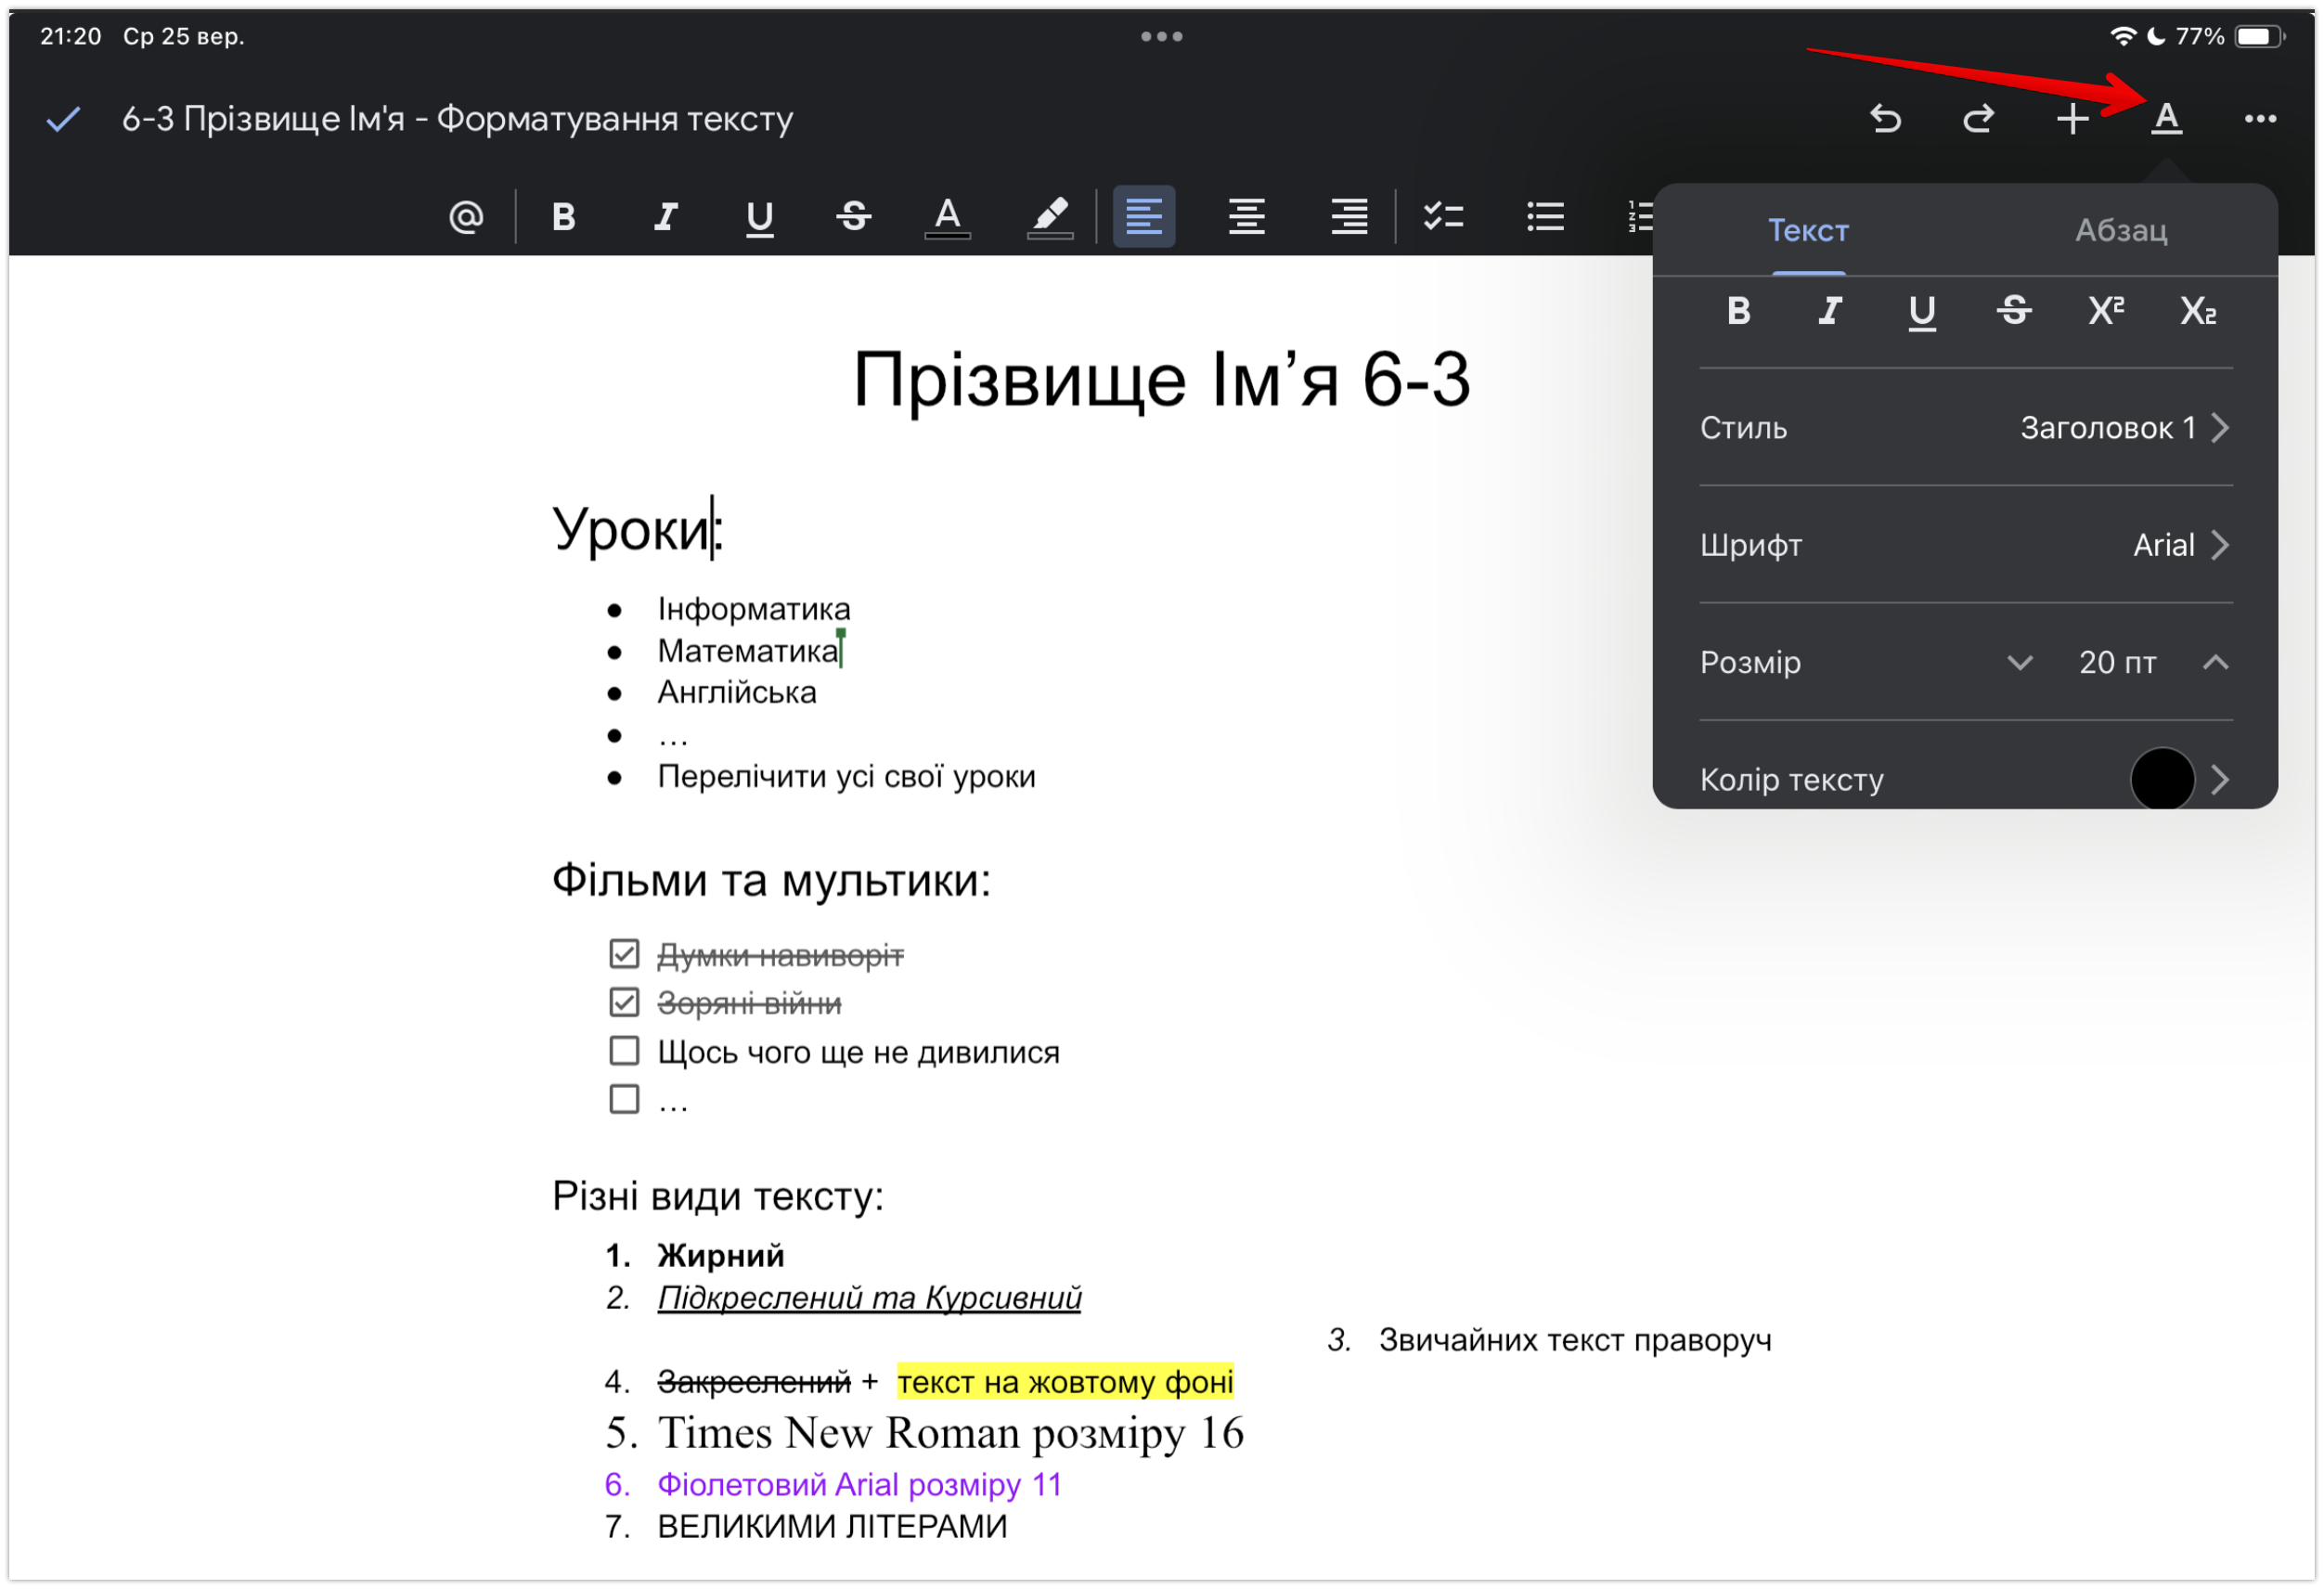 21:20 Ср 25 вер.
77%
6-3 Прізвище Ім'я - Форматування тексту
Текст Абзац
B I U S X² X₂
Стиль Заголовок 1
Шрифт Arial
Розмір 20 пт
Колір тексту
Прізвище Ім’я 6-3
Уроки:
● Інформатика
● Математика
● Англійська
● ...
● Перелічити усі свої уроки
Фільми та мультики:
Думки навиворіт
Зоряні війни
Щось чого ще не дивилися
...
Різні види тексту:
1. Жирний
2. Підкреслений та Курсивний
3. Звичайних текст праворуч
4. Закреслений + текст на жовтому фоні
5. Times New Roman розміру 16
6. Фіолетовий Arial розміру 11
7. ВЕЛИКИМИ ЛІТЕРАМИ